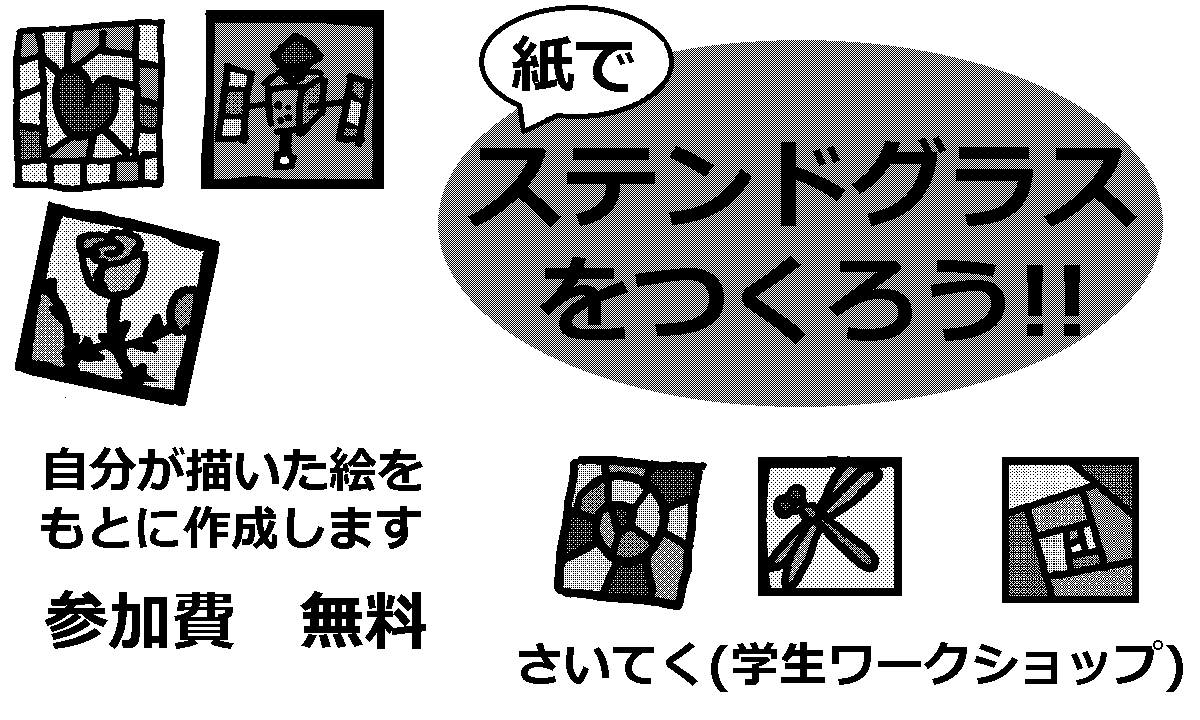 紙で
ステンドグラス
をつくろう!!
自分が描いた絵を
もとに作成します
参加費　無料
さいてく(学生ワークショップ)